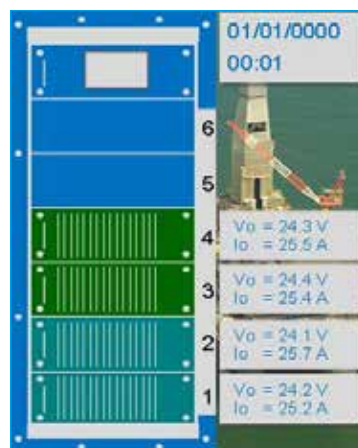 01/01/0000
00:01
6
5
4
Vo = 24.3 V
Io = 25.5 A
3
Vo = 24.4 V
Io = 25.4 A
2
Vo = 24.1 V
Io = 25.7 A
1
Vo = 24.2 V
Io = 25.2 A